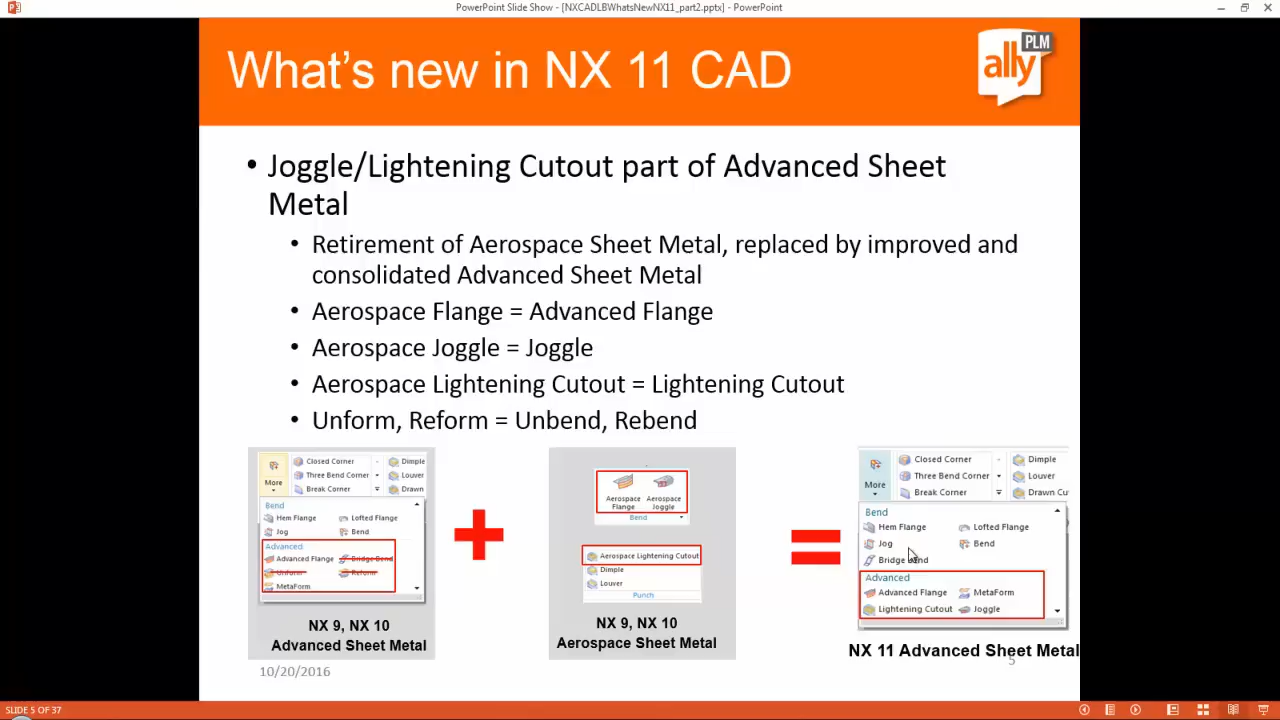 PowerPoint Slide Show - [NXCADLBWhatsNewNX11_part2.pptx] - PowerPoint
What's new in NX 11 CAD
ally PLM
• Joggle/Lightening Cutout part of Advanced Sheet
Metal
• Retirement of Aerospace Sheet Metal, replaced by improved and
consolidated Advanced Sheet Metal
• Aerospace Flange = Advanced Flange
• Aerospace Joggle = Joggle
• Aerospace Lightening Cutout = Lightening Cutout
• Unform, Reform = Unbend, Rebend
More
Closed Corner
Dimple
Three Bend Corner
Louver
Break Corner
Drawn
Bend
Hem Flange
Lofted Flange
Jog
Bend
Advanced
Advanced Flange
Bridge Bend
Unform
Reform
MetaForm
NX 9, NX 10
Advanced Sheet Metal
+
Aerospace
Flange
Aerospace
Joggle
Bend
Aerospace Lightening Cutout
Dimple
Louver
Punch
NX 9, NX 10
Aerospace Sheet Metal
=
More
Closed Corner
Dimple
Three Bend Corner
Louver
Break Corner
Drawn Cu
Bend
Hem Flange
Lofted Flange
Jog
Bend
Bridge Bend
Advanced
Advanced Flange
MetaForm
Lightening Cutout
Joggle
NX 11 Advanced Sheet Metal
10/20/2016
5
SLIDE 5 OF 37